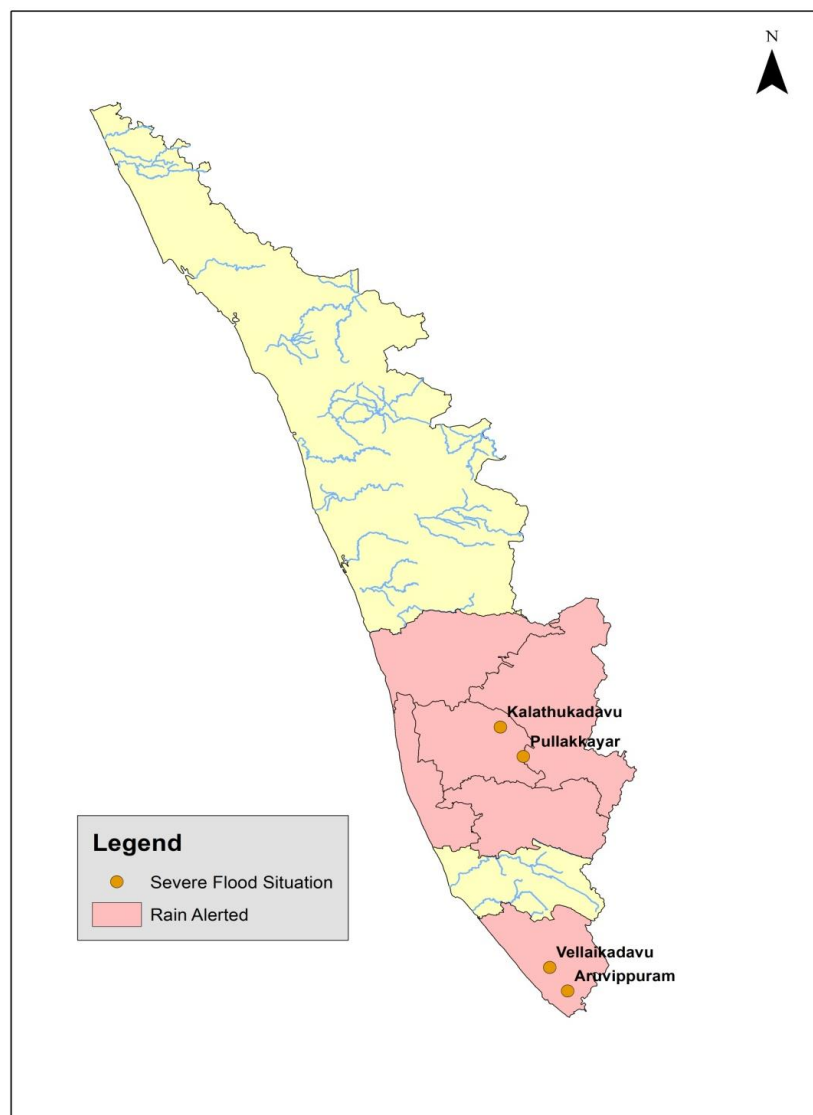 N
Kalathukadavu
Pullakkayar
Legend
Severe Flood Situation
Rain Alerted
Vellaikadavu
Aruvippuram